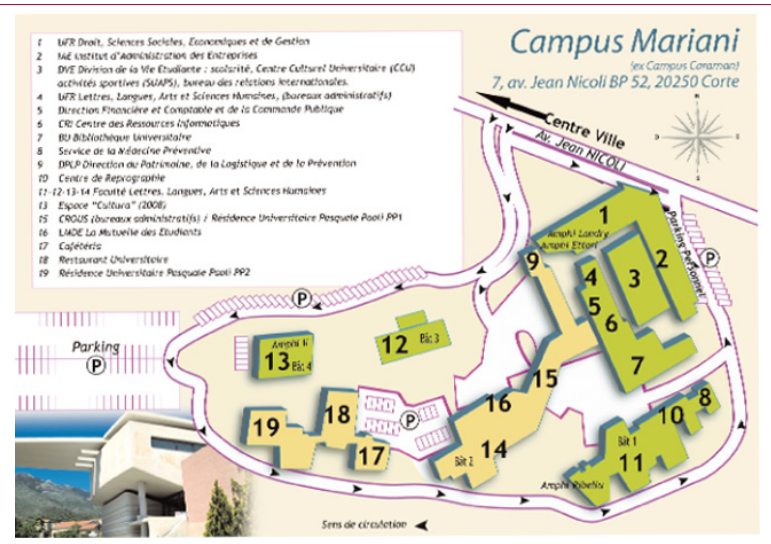 1 UFR Droit, Sciences Sociales, Economiques et de Gestion
2 IAE Institut d'Administration des Entreprises
3 DVE Division de la Vie Etudiante : scolarité, Centre Culturel Universitaire (CCU)
activités sportives (SUAPS), bureau des relations internationales.
4 UFR Lettres, Langues, Arts et Sciences Humaines, (bureaux administratifs)
5 Direction Financière et Comptable et de la Commande Publique
6 CRI Centre des Ressources Informatiques
7 BU Bibliothèque Universitaire
8 Service de la Médecine Préventive
9 DPLP Direction du Patrimoine, de la Logistique et de la Prévention
10 Centre de Reprographie
11-12-13-14 Faculté Lettres, Langues, Arts et Sciences Humaines
13 Espace "Cultura" (2008)
15 CROUS (bureaux administratifs) / Résidence Universitaire Pasquale Paoli PP1
16 LMDE La Mutuelle des Etudiants
17 Cafétéria
18 Restaurant Universitaire
19 Résidence Universitaire Pasquale Paoli PP2
Campus Mariani
(ex Campus Caraman)
7, av. Jean Nicoli BP 52, 20250 Corte
N
Centre Ville
Av. Jean NICOLI
1
Amphi Landry
Amphi Ettori
Parking Personnel
P
2
3
4
5
6
7
9
P
Parking
P
Amphi
13 Bât 4
12 Bât 3
15
16
14
Bât 2
P
19
18
17
8
10
Bât 1
11
Amphi Ribellu
Sens de circulation